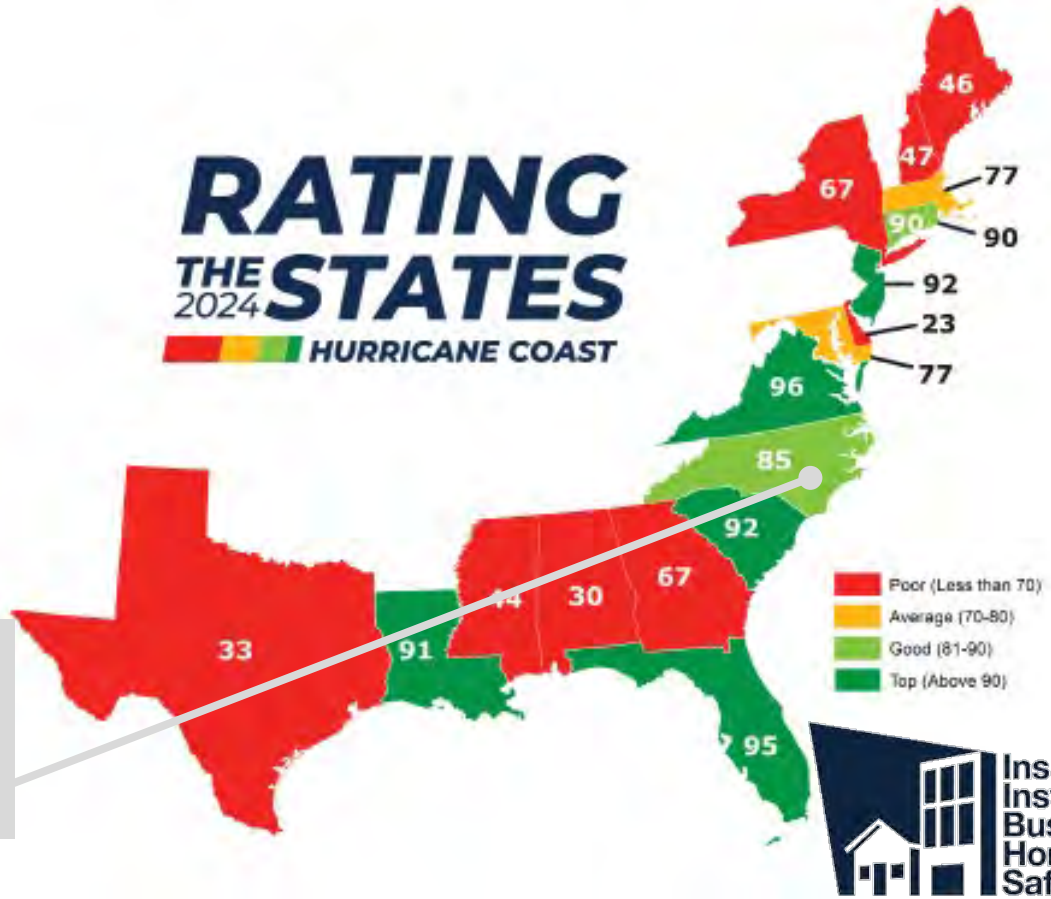 RATING
THE
2024
STATES
HURRICANE COAST
46
47
67
77
90
90
92
23
77
96
85
92
67
30
44
91
33
95
Poor (Less than 70)
Average (70-80)
Good (81-90)
Top (Above 90)